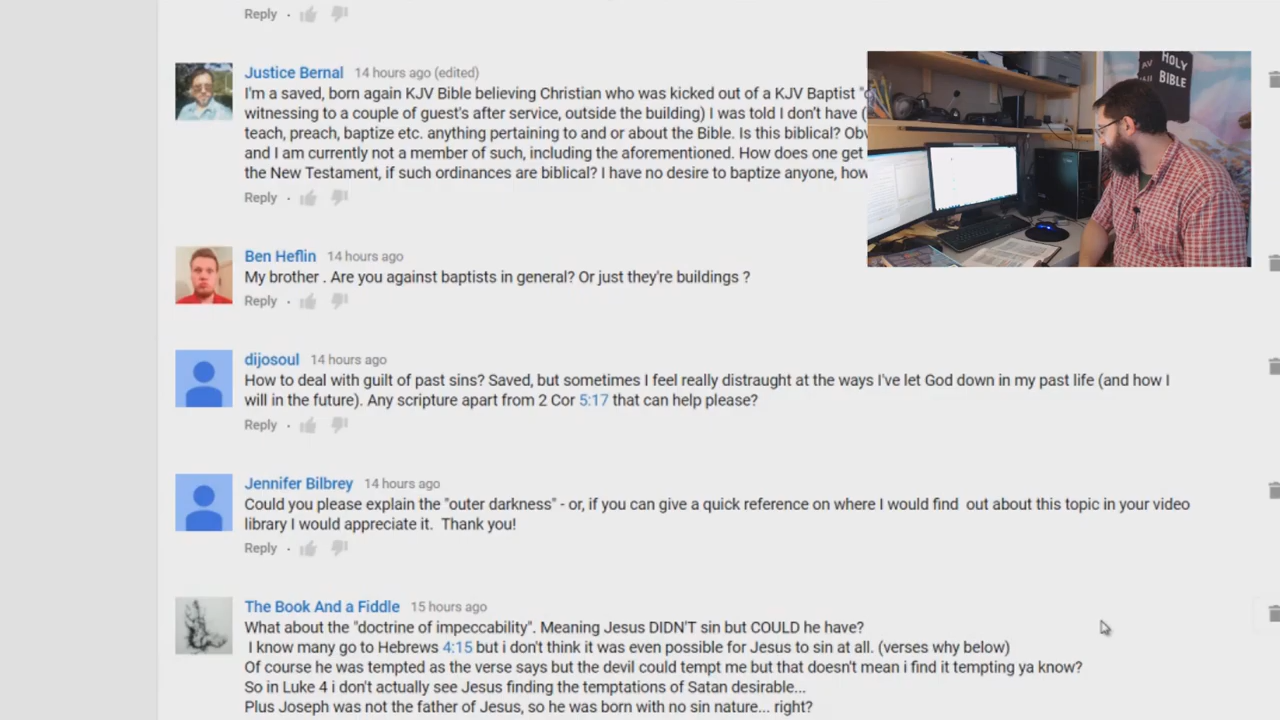 Reply ·
Justice Bernal 14 hours ago (edited)
I'm a saved, born again KJV Bible believing Christian who was kicked out of a KJV Baptist "
witnessing to a couple of guest's after service, outside the building) I was told I don't have (
teach, preach, baptize etc. anything pertaining to and or about the Bible. Is this biblical?
and I am currently not a member of such, including the aforementioned. How does one get
the New Testament, if such ordinances are biblical? I have no desire to baptize anyone, how
Reply ·
HOLY
BIBLE
AV
Ben Heflin 14 hours ago
My brother . Are you against baptists in general? Or just they're buildings ?
Reply ·
dijosoul 14 hours ago
How to deal with guilt of past sins? Saved, but sometimes I feel really distraught at the ways I've let God down in my past life (and how I
will in the future). Any scripture apart from 2 Cor 5:17 that can help please?
Reply ·
Jennifer Bilbrey 14 hours ago
Could you please explain the "outer darkness" - or, if you can give a quick reference on where I would find out about this topic in your video
library I would appreciate it. Thank you!
Reply ·
The Book And a Fiddle 15 hours ago
What about the "doctrine of impeccability". Meaning Jesus DIDN'T sin but COULD he have?
I know many go to Hebrews 4:15 but i don't think it was even possible for Jesus to sin at all. (verses why below)
Of course he was tempted as the verse says but the devil could tempt me but that doesn't mean i find it tempting ya know?
So in Luke 4 i don't actually see Jesus finding the temptations of Satan desirable...
Plus Joseph was not the father of Jesus, so he was born with no sin nature... right?